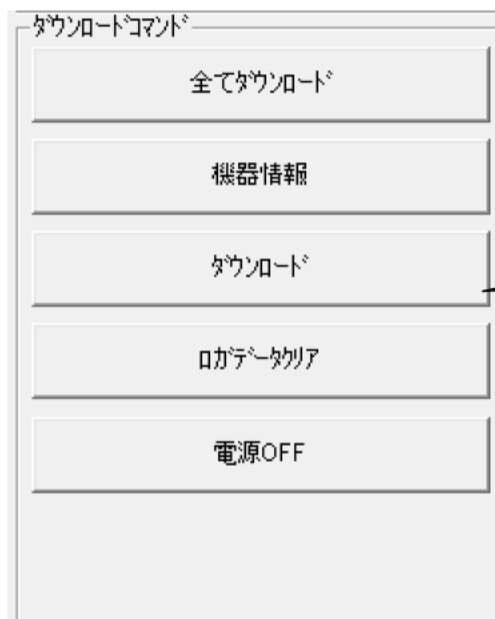 ﾀﾞｳﾝﾛｰﾄﾞｺﾏﾝﾄﾞ
全てﾀﾞｳﾝﾛｰﾄﾞ
機器情報
ﾀﾞｳﾝﾛｰﾄﾞ
ﾛｶﾞﾃﾞｰﾀｸﾘｱ
電源OFF